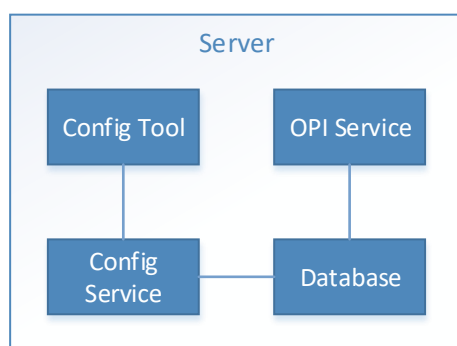 Server
Config Tool
OPI Service
Config
Service
Database